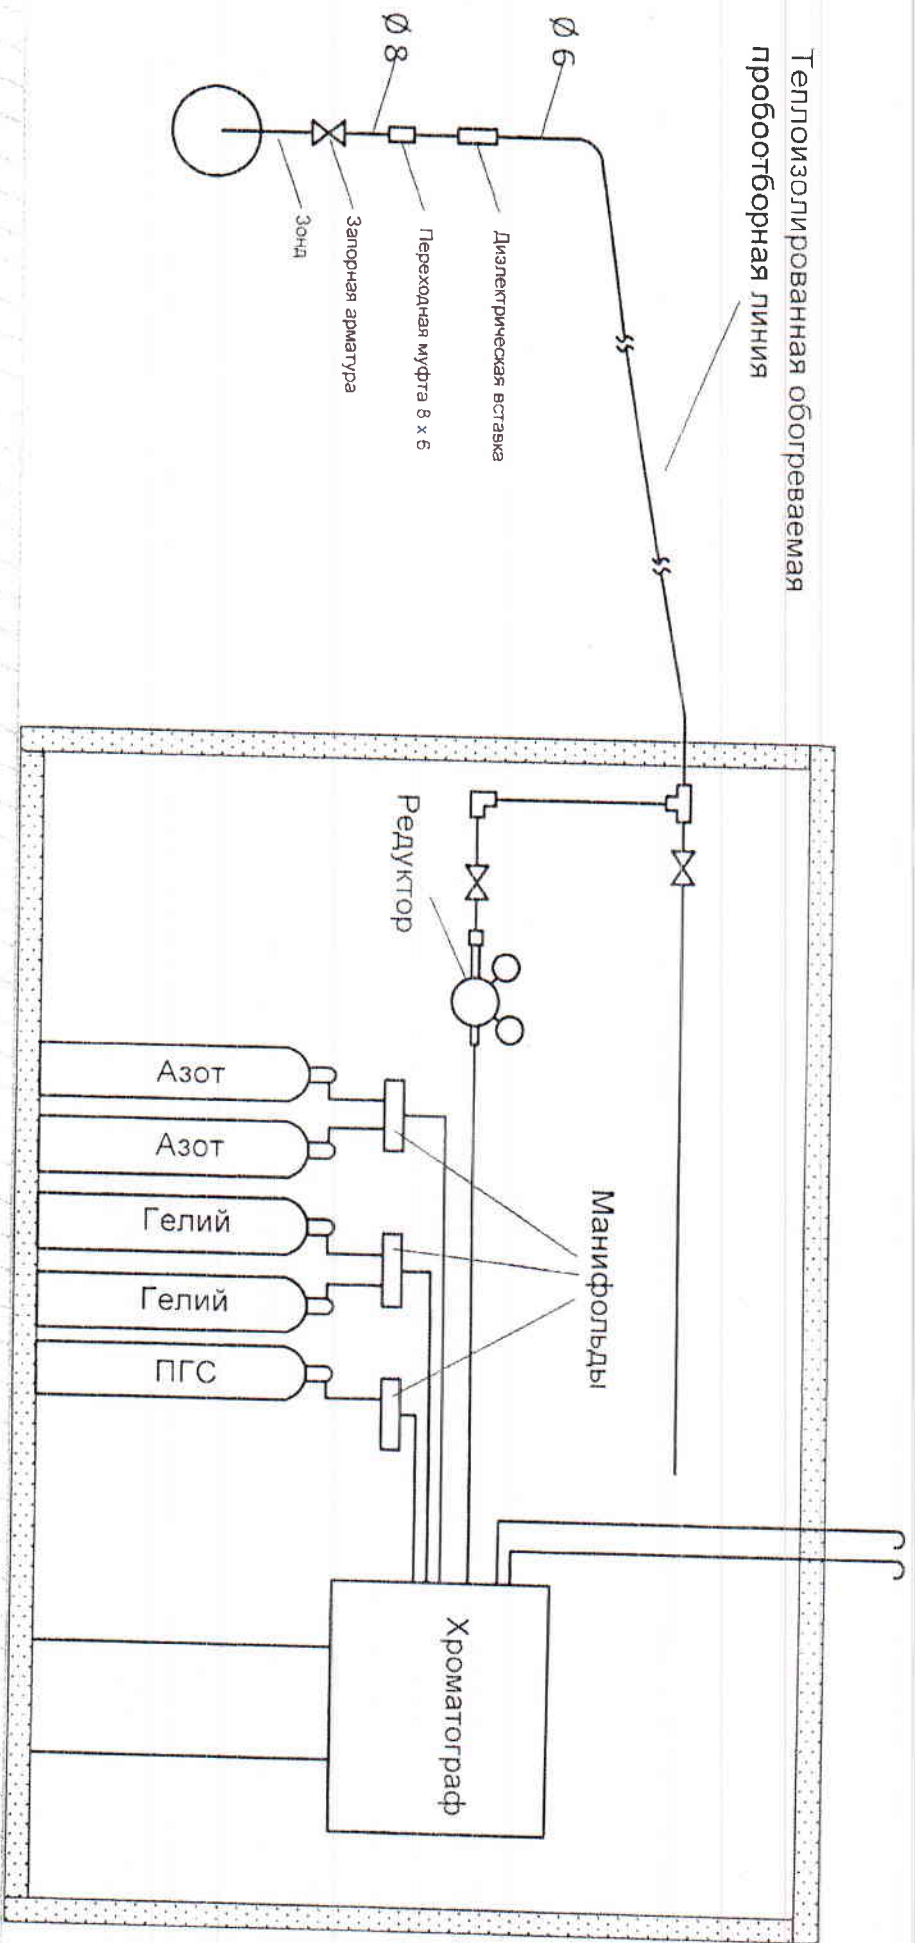 Теплоизолированная обогреваемая
пробоотборная линия
Ø 6
Ø 8
Диэлектрическая вставка
Переходная муфта 8 х 6
Запорная арматура
Зонд
Редуктор
Манифольды
Азот
Азот
Гелий
Гелий
ПГС
Хроматограф